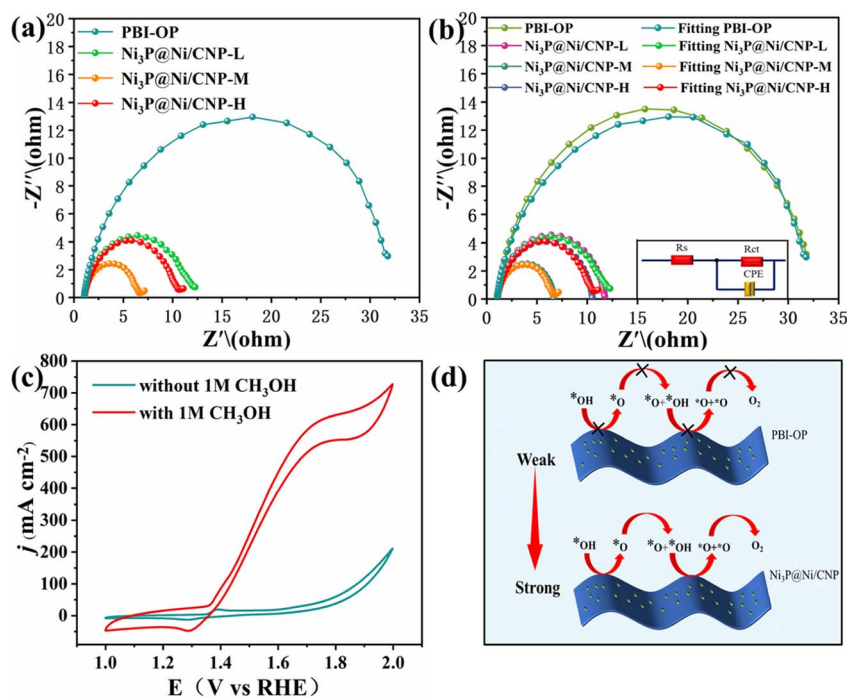 (a)
-Z''\(ohm)
20
18
16
14
12
10
8
6
4
2
0
PBI-OP
Ni₃P@Ni/CNP-L
Ni₃P@Ni/CNP-M
Ni₃P@Ni/CNP-H
0 5 10 15 20 25 30 35
Z'\(ohm)
(b)
-Z''\(ohm)
20
18
16
14
12
10
8
6
4
2
0
PBI-OP Fitting PBI-OP
Ni₃P@Ni/CNP-L Fitting Ni₃P@Ni/CNP-L
Ni₃P@Ni/CNP-M Fitting Ni₃P@Ni/CNP-M
Ni₃P@Ni/CNP-H Fitting Ni₃P@Ni/CNP-H
Rs Rct
CPE
0 5 10 15 20 25 30 35
Z'\(ohm)
(c)
j (mA cm⁻²)
800
700
600
500
400
300
200
100
0
without 1M CH₃OH
with 1M CH₃OH
1.0 1.2 1.4 1.6 1.8 2.0
E (V vs RHE)
(d)
*OH *O *O+*OH *O+*O O₂
PBI-OP
Weak
Strong
*OH *O *O+*OH *O+*O O₂
Ni₃P@Ni/CNP